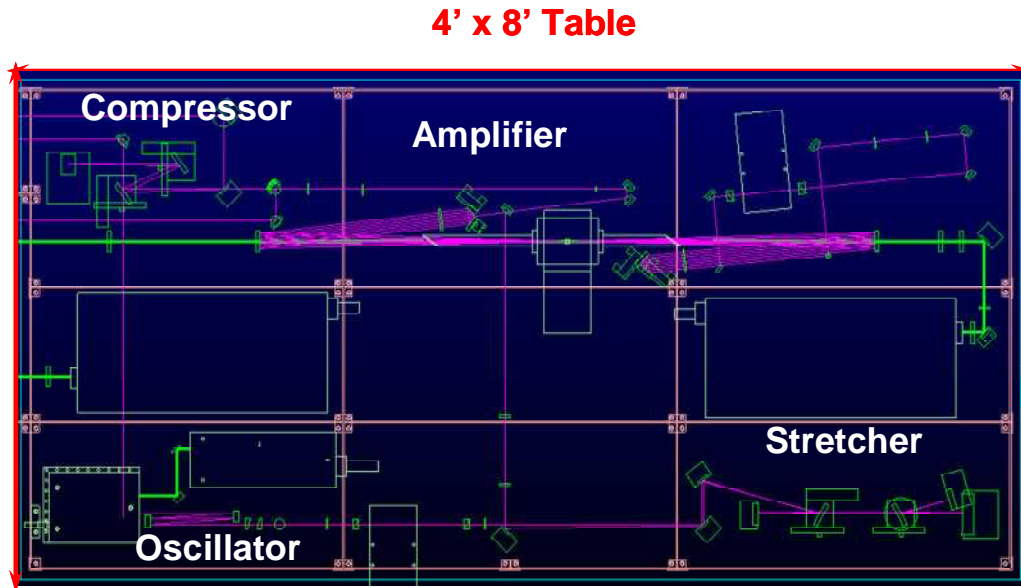 4’ x 8’ Table
Compressor
Amplifier
Stretcher
Oscillator